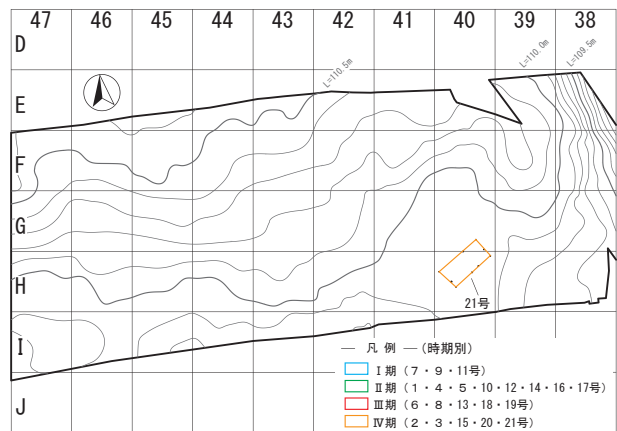 47 46 45 44 43 42 41 40 39 38
D
E
F
G
H
I
J
L=110.5m
L=110.0m
L=109.5m
21号
凡 例 ―(時期別)
Ⅰ期(7・9・11号)
Ⅱ期(1・4・5・10・12・14・16・17号)
Ⅲ期(6・8・13・18・19号)
Ⅳ期(2・3・15・20・21号)